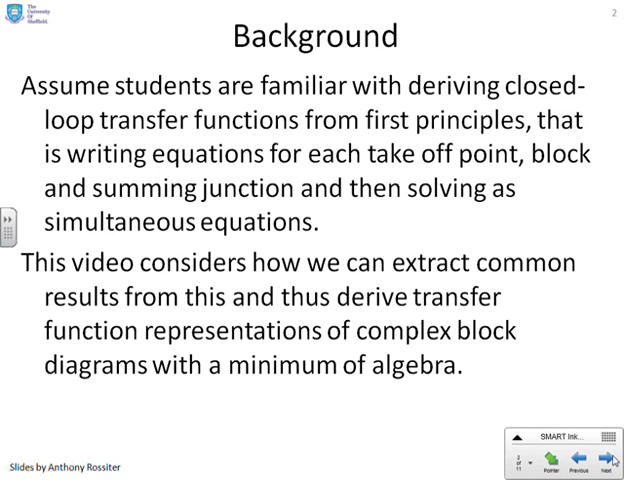 The
University
Of
Sheffield.
2
Background
Assume students are familiar with deriving closed-
loop transfer functions from first principles, that
is writing equations for each take off point, block
and summing junction and then solving as
simultaneous equations.
This video considers how we can extract common
results from this and thus derive transfer
function representations of complex block
diagrams with a minimum of algebra.
SMART Ink...
2
of
11
Pointer
Previous
Next
Slides by Anthony Rossiter